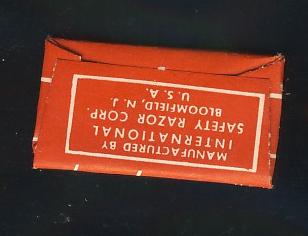 MANUFACTURED BY
INTERNATIONAL
SAFETY RAZOR CORP.
BLOOMFIELD, N. J.
U. S. A.